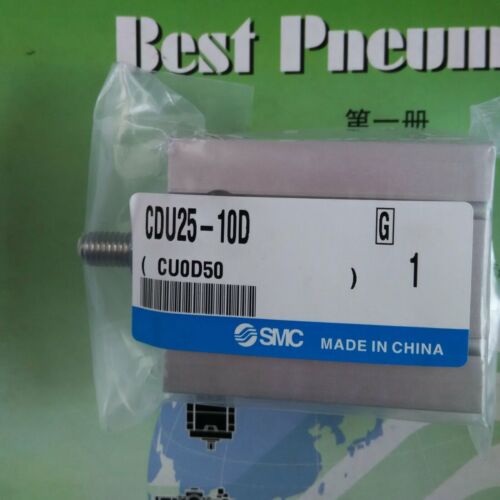 Best Pneum
第一册
CDU25-10D
G
( CU0D50 )
1
SMC
MADE IN CHINA